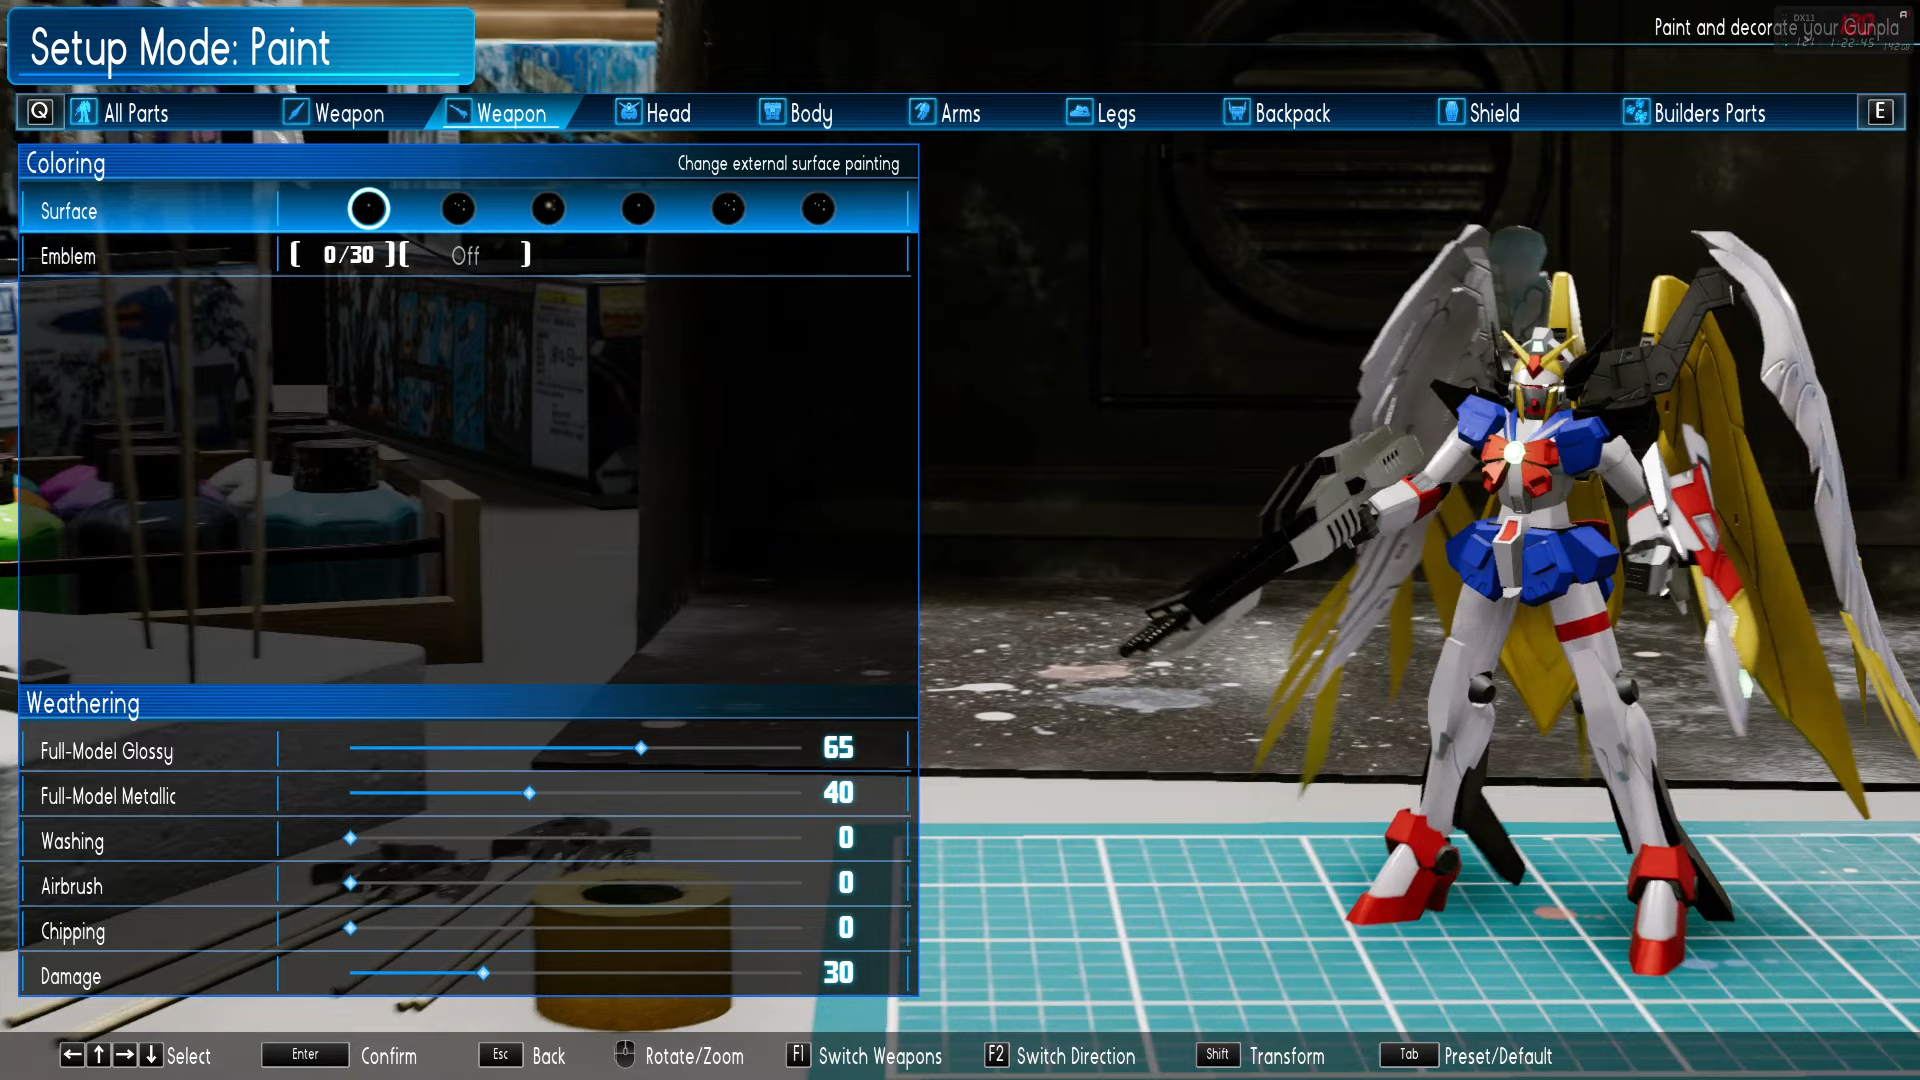 Setup Mode: Paint
Paint and decorate your Gunpla
Q All Parts Weapon Weapon Head Body Arms Legs Backpack Shield Builders Parts E
Coloring Change external surface painting
Surface
Emblem [ 0/30 ][ Off ]
Weathering
Full-Model Glossy 65
Full-Model Metallic 40
Washing 0
Airbrush 0
Chipping 0
Damage 30
←↑→↓ Select Enter Confirm Esc Back Rotate/Zoom F1 Switch Weapons F2 Switch Direction Shift Transform Tab Preset/Default